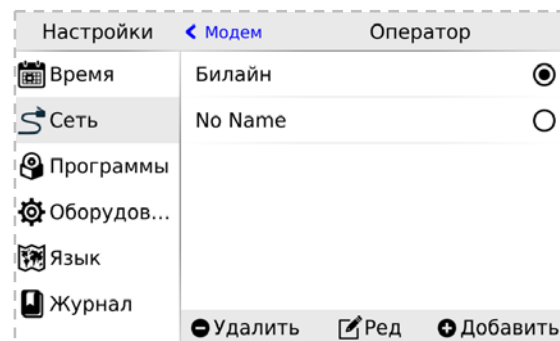 Настройки
Модем
Оператор
Время
Сеть
Программы
Оборудов...
Язык
Журнал
Билайн
No Name
Удалить
Ред
Добавить